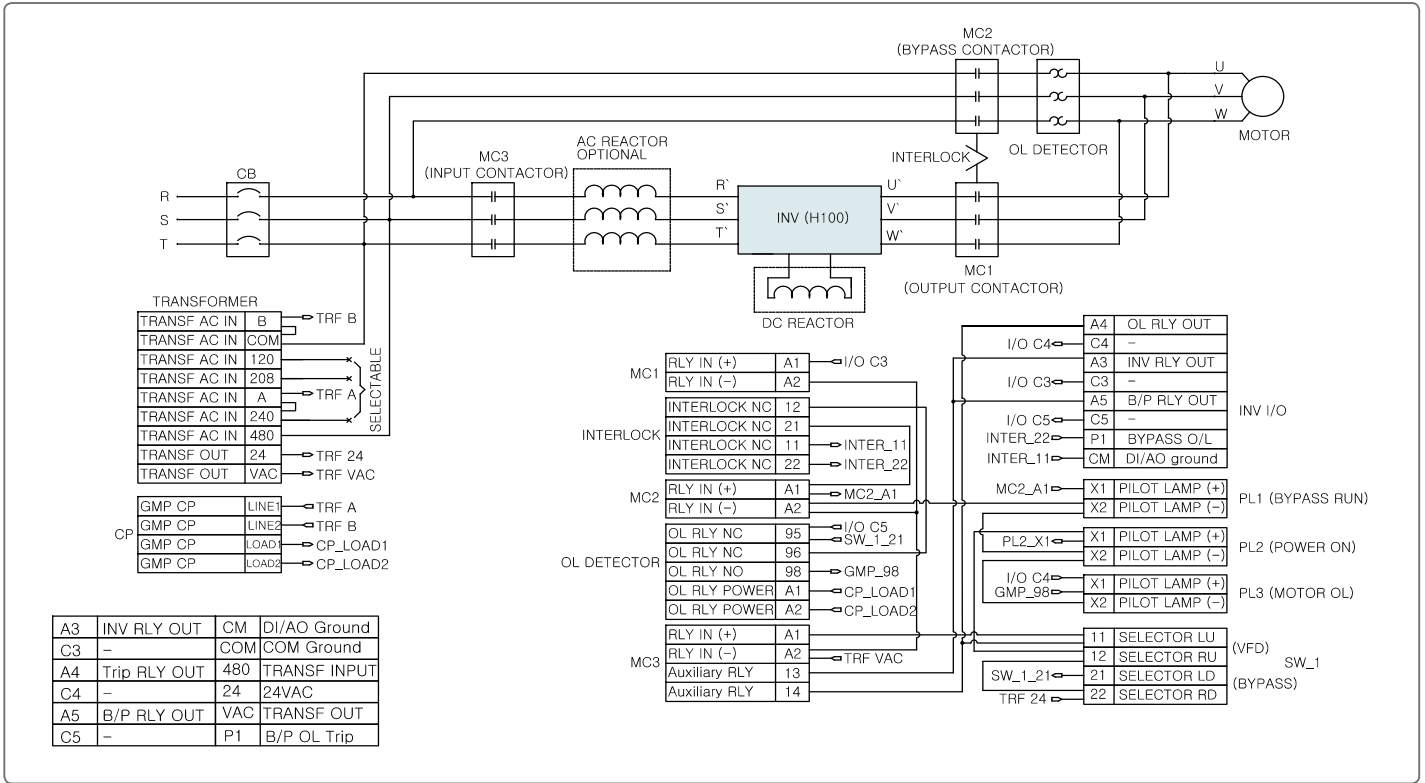 MC2
(BYPASS CONTACTOR)
U
V
W
MOTOR
INTERLOCK
OL DETECTOR
AC REACTOR
OPTIONAL
MC3
(INPUT CONTACTOR)
CB
R
S
T
R`
S`
T`
INV (H100)
U`
V`
W`
MC1
(OUTPUT CONTACTOR)
DC REACTOR
TRANSFORMER
TRANSF AC IN B TRF B
TRANSF AC IN COM
TRANSF AC IN 120
TRANSF AC IN 208
TRANSF AC IN A TRF A
TRANSF AC IN 240
TRANSF AC IN 480
TRANSF OUT 24 TRF 24
TRANSF OUT VAC TRF VAC
SELECTABLE
CP
GMP CP LINE1 TRF A
GMP CP LINE2 TRF B
GMP CP LOAD1 CP_LOAD1
GMP CP LOAD2 CP_LOAD2
A3 INV RLY OUT CM DI/AO Ground
C3 – COM COM Ground
A4 Trip RLY OUT 480 TRANSF INPUT
C4 – 24 24VAC
A5 B/P RLY OUT VAC TRANSF OUT
C5 – P1 B/P OL Trip
MC1
RLY IN (+) A1 I/O C3
RLY IN (–) A2
INTERLOCK
INTERLOCK NC 12
INTERLOCK NC 21
INTERLOCK NC 11 INTER_11
INTERLOCK NC 22 INTER_22
MC2
RLY IN (+) A1 MC2_A1
RLY IN (–) A2
OL DETECTOR
OL RLY NC 95 I/O C5
SW_1_21
OL RLY NC 96
OL RLY NO 98 GMP_98
OL RLY POWER A1 CP_LOAD1
OL RLY POWER A2 CP_LOAD2
MC3
RLY IN (+) A1
RLY IN (–) A2 TRF VAC
Auxiliary RLY 13
Auxiliary RLY 14
A4 OL RLY OUT
I/O C4 C4 –
A3 INV RLY OUT
I/O C3 C3 –
A5 B/P RLY OUT
I/O C5 C5 –
INTER_22 P1 BYPASS O/L
INTER_11 CM DI/AO ground
INV I/O
MC2_A1 X1 PILOT LAMP (+)
X2 PILOT LAMP (–)
PL1 (BYPASS RUN)
PL2_X1 X1 PILOT LAMP (+)
X2 PILOT LAMP (–)
PL2 (POWER ON)
I/O C4
GMP_98 X1 PILOT LAMP (+)
X2 PILOT LAMP (–)
PL3 (MOTOR OL)
11 SELECTOR LU
12 SELECTOR RU
SW_1_21 21 SELECTOR LD
TRF 24 22 SELECTOR RD
(VFD)
SW_1
(BYPASS)